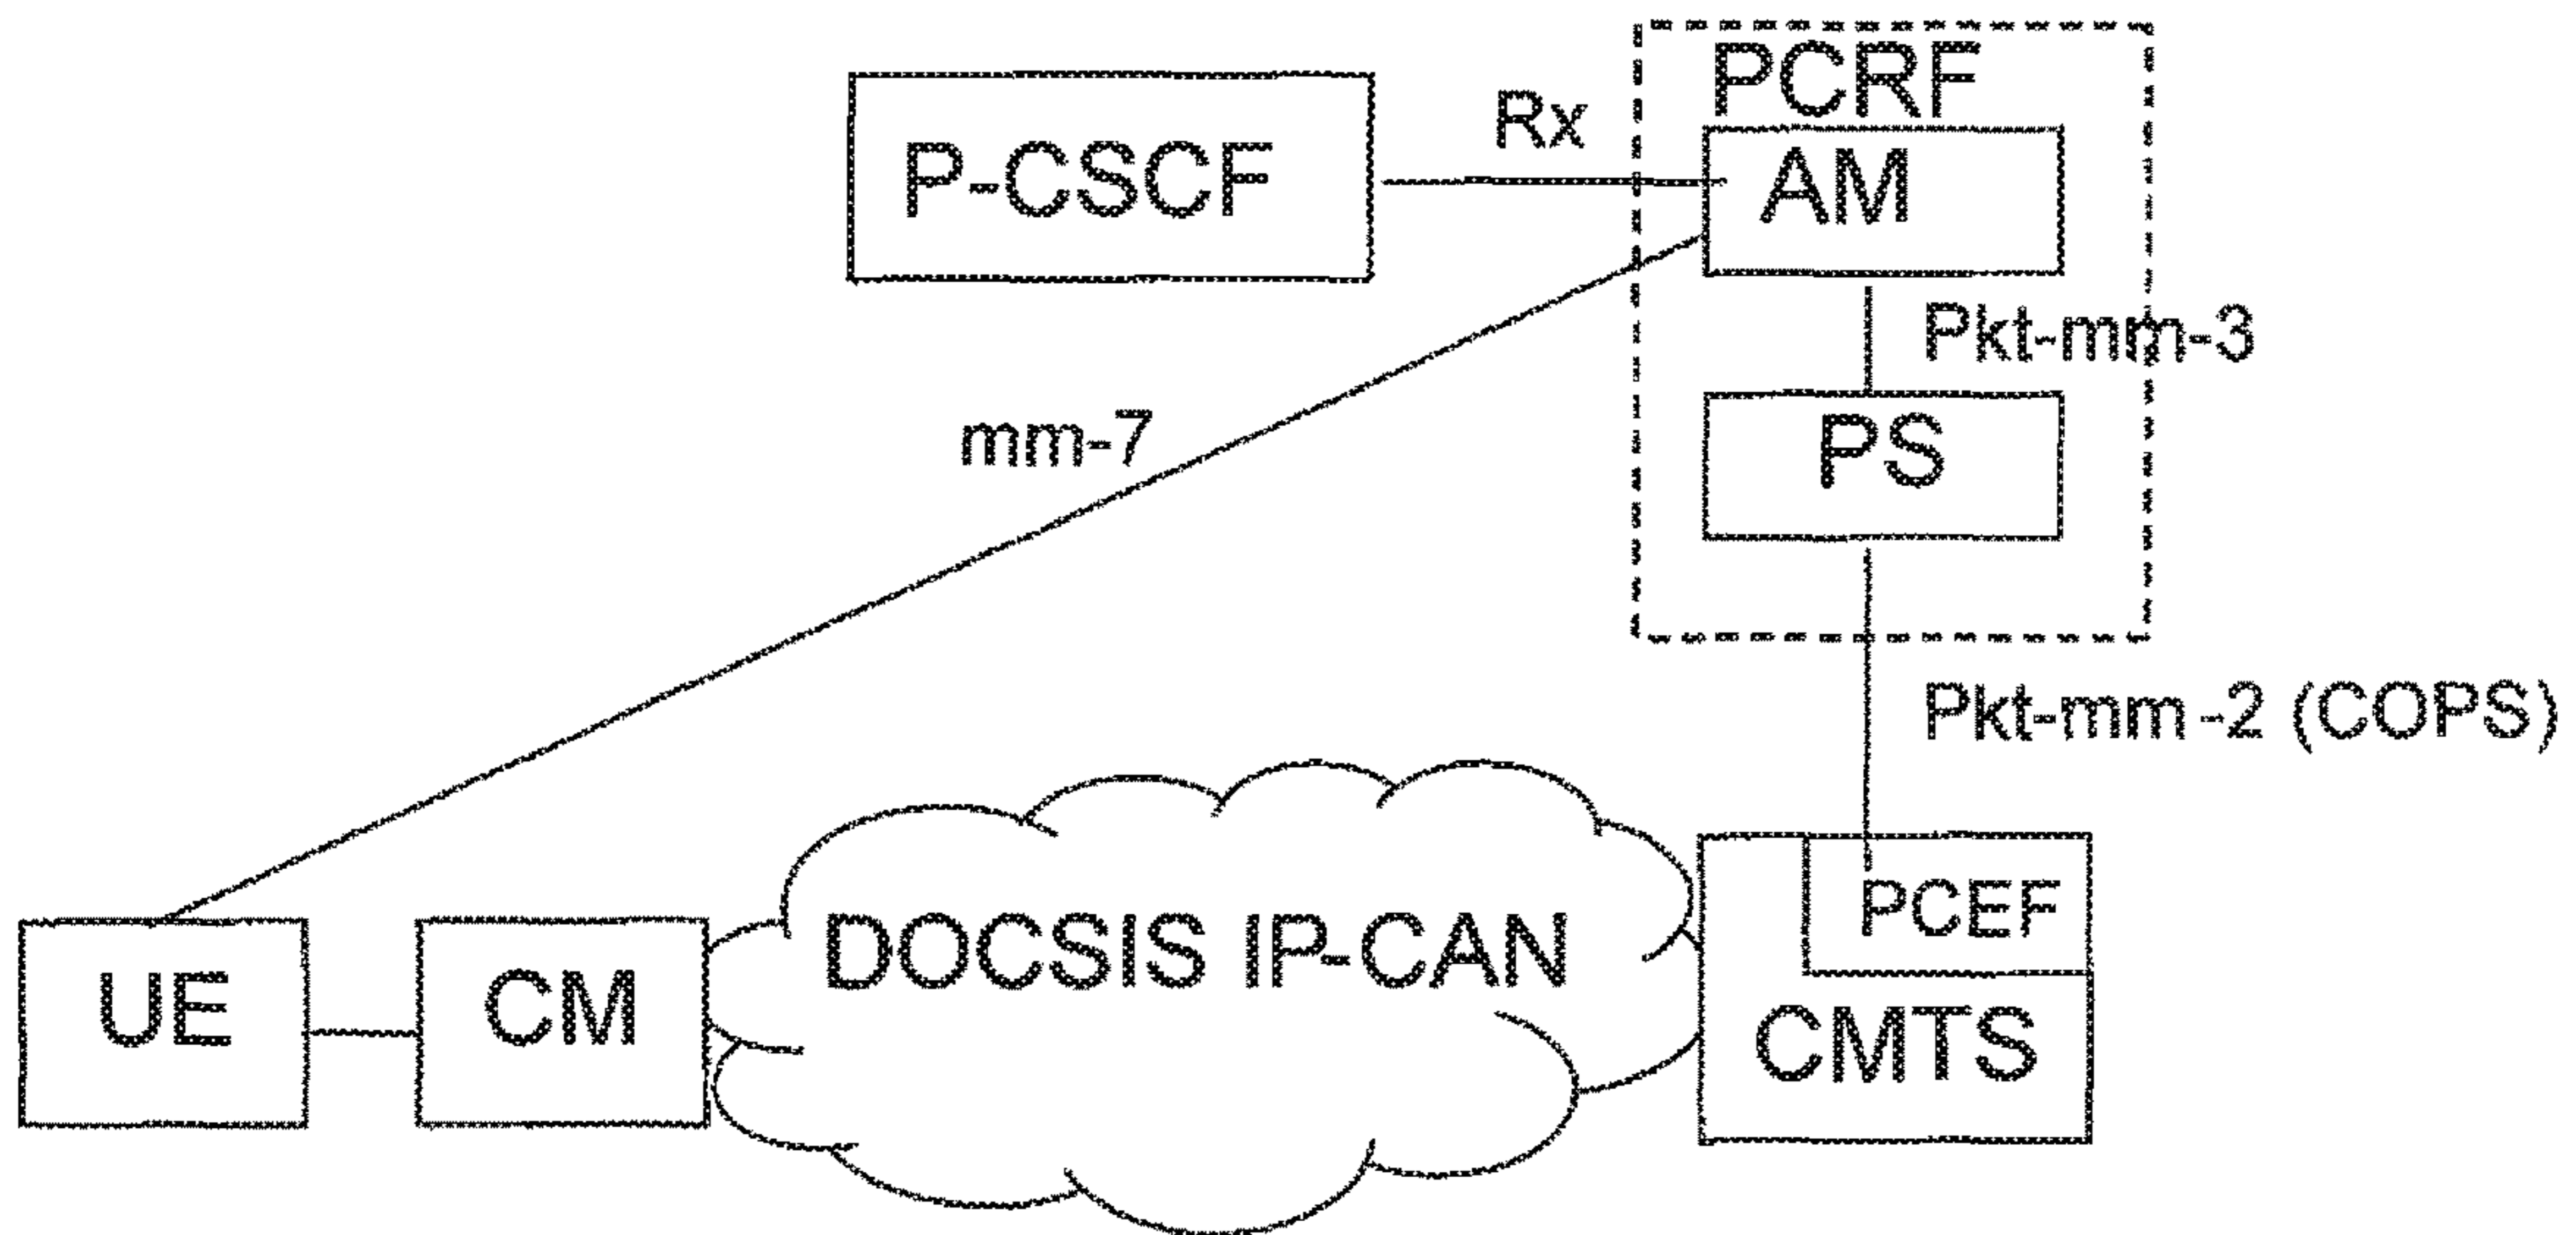 PCRF
Rx
P-CSCF
AM
Pkt-mm-3
mm-7
PS
Pkt-mm-2 (COPS)
PCEF
DOCSIS IP-CAN
UE
CM
CMTS